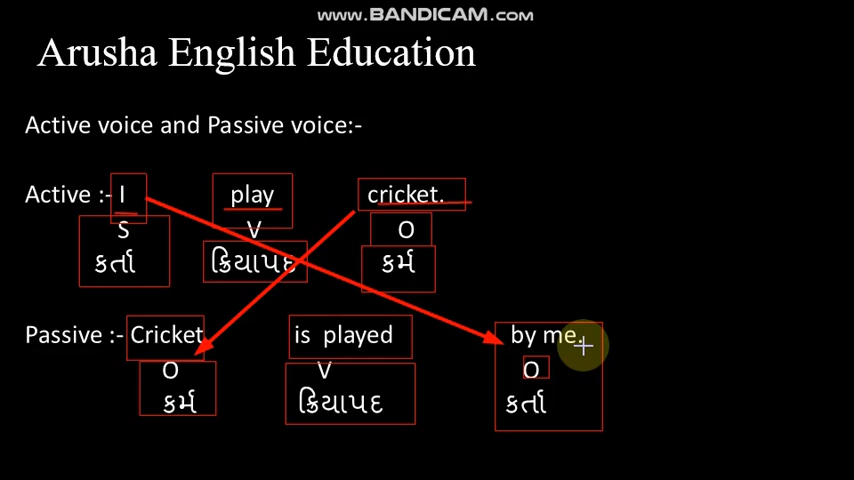 www.BANDICAM.com
Arusha English Education
Active voice and Passive voice:-
Active :- I play cricket.
S V O
કર્તા ક્રિયાપદ કર્મ
Passive :- Cricket is played by me.
O V O
કર્મ ક્રિયાપદ કર્તા